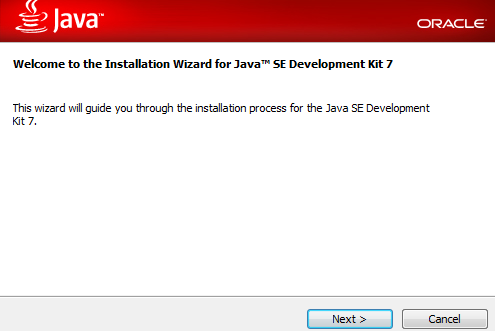 Java™
ORACLE
Welcome to the Installation Wizard for Java™ SE Development Kit 7
This wizard will guide you through the installation process for the Java SE Development
Kit 7.
Next >
Cancel